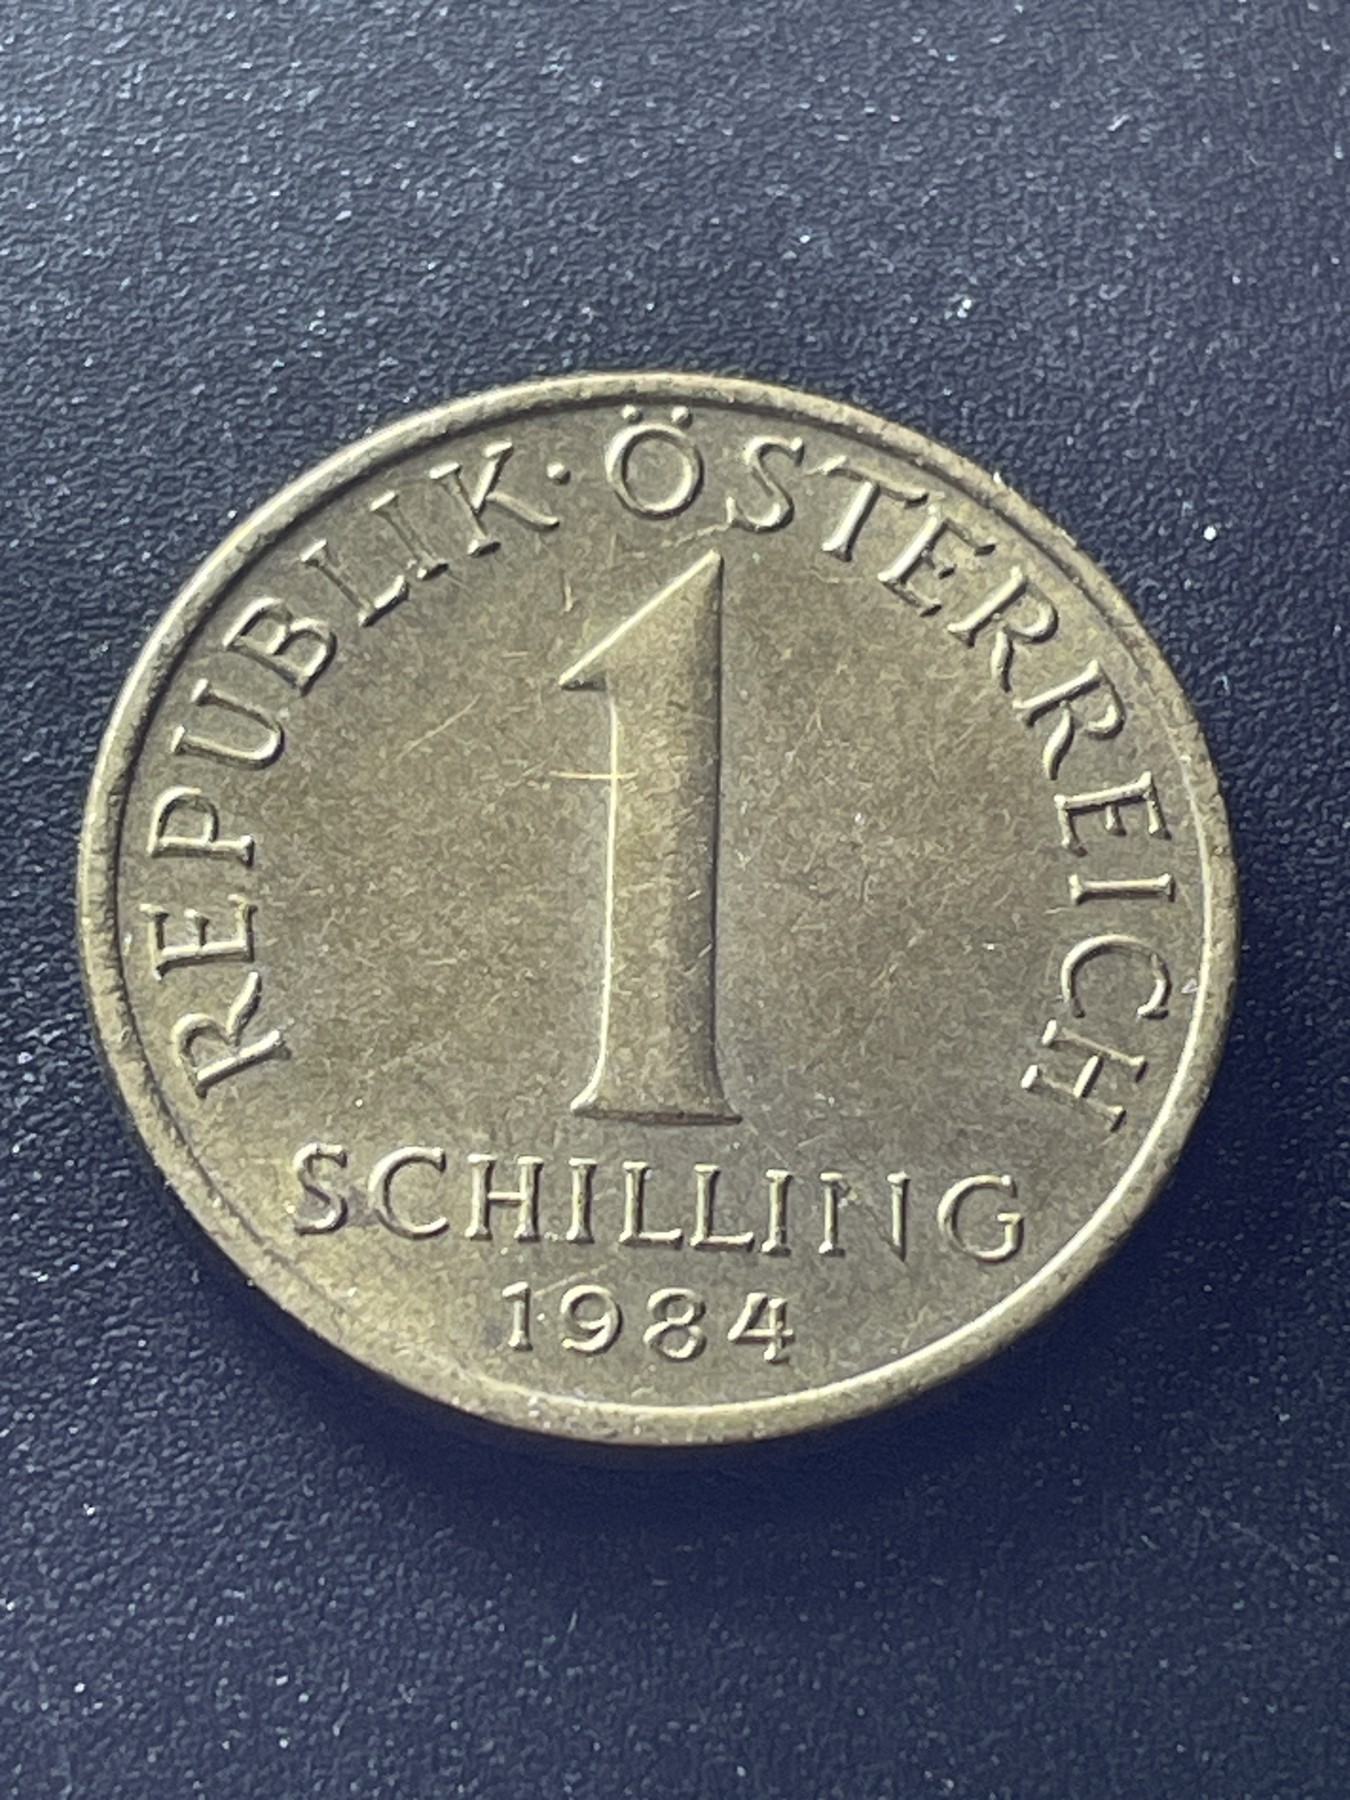 REPUBLIK · ÖSTERREICH
1
SCHILLING
1984